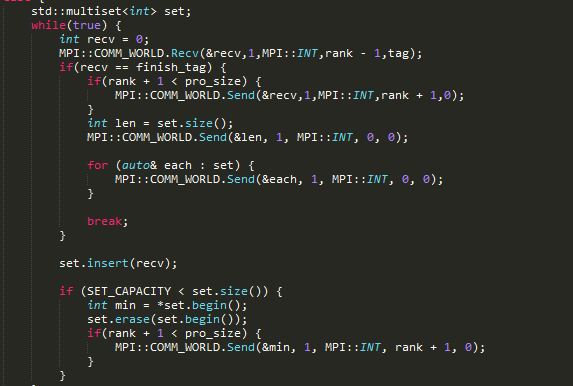 std::multiset<int> set;
while(true) {
int recv = 0;
MPI::COMM_WORLD.Recv(&recv,1,MPI::INT,rank - 1,tag);
if(recv == finish_tag) {
if(rank + 1 < pro_size) {
MPI::COMM_WORLD.Send(&recv,1,MPI::INT,rank + 1,0);
}
int len = set.size();
MPI::COMM_WORLD.Send(&len, 1, MPI::INT, 0, 0);
for (auto& each : set) {
MPI::COMM_WORLD.Send(&each, 1, MPI::INT, 0, 0);
}
break;
}
set.insert(recv);
if (SET_CAPACITY < set.size()) {
int min = *set.begin();
set.erase(set.begin());
if(rank + 1 < pro_size) {
MPI::COMM_WORLD.Send(&min, 1, MPI::INT, rank + 1, 0);
}
}